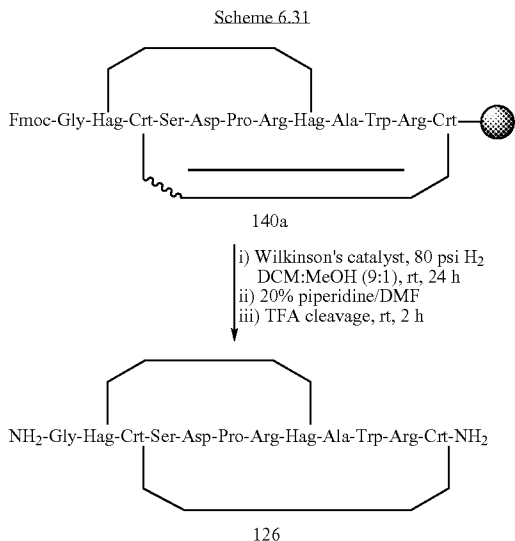 Scheme 6.31
Fmoc-Gly-Hag-Crt-Ser-Asp-Pro-Arg-Hag-Ala-Trp-Arg-Crt
140a
i) Wilkinson's catalyst, 80 psi H2
DCM:MeOH (9:1), rt, 24 h
ii) 20% piperidine/DMF
iii) TFA cleavage, rt, 2 h
NH2-Gly-Hag-Crt-Ser-Asp-Pro-Arg-Hag-Ala-Trp-Arg-Crt-NH2
126